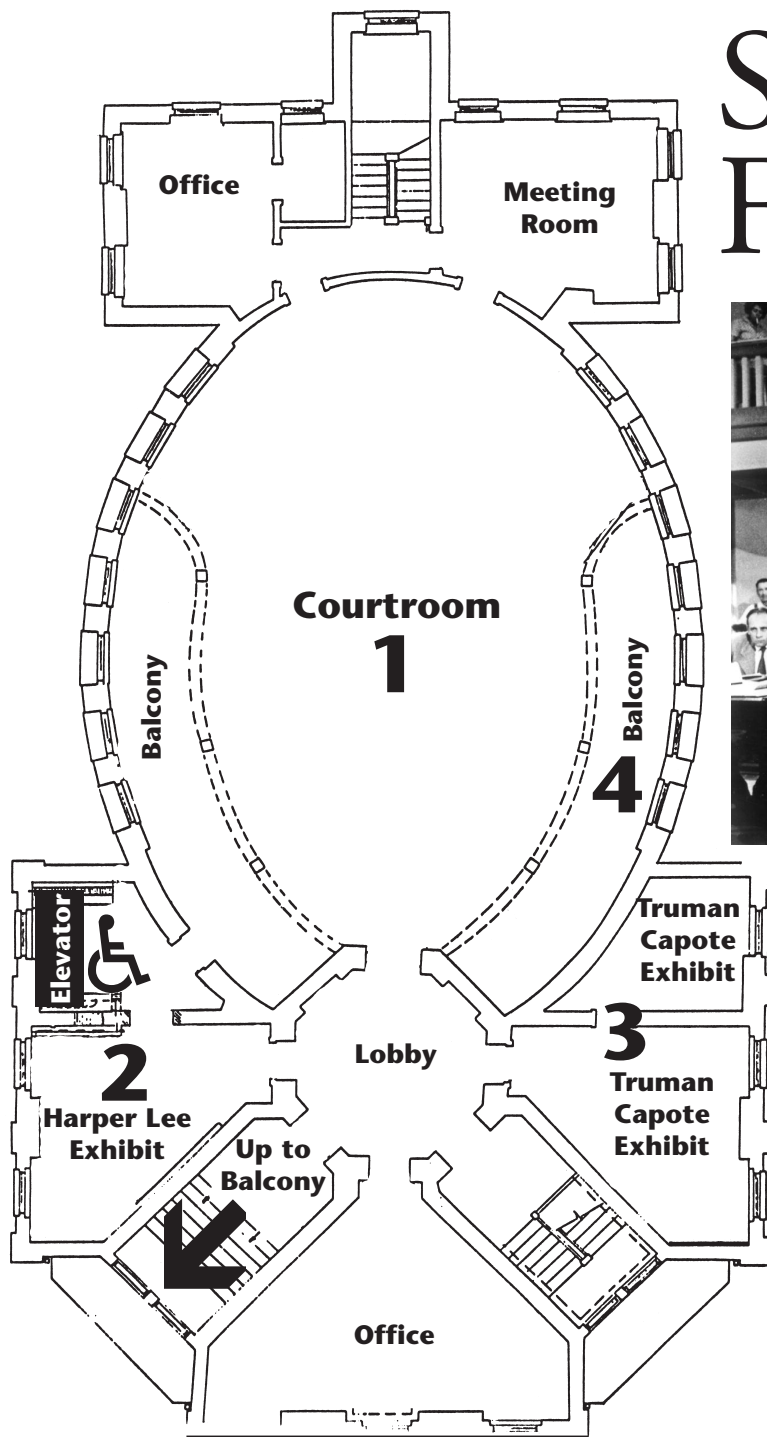 S
F
Office
Meeting
Room
Courtroom
1
Balcony
Balcony
4
Elevator
Truman
Capote
Exhibit
2
Harper Lee
Exhibit
Lobby
3
Truman
Capote
Exhibit
Up to
Balcony
Office